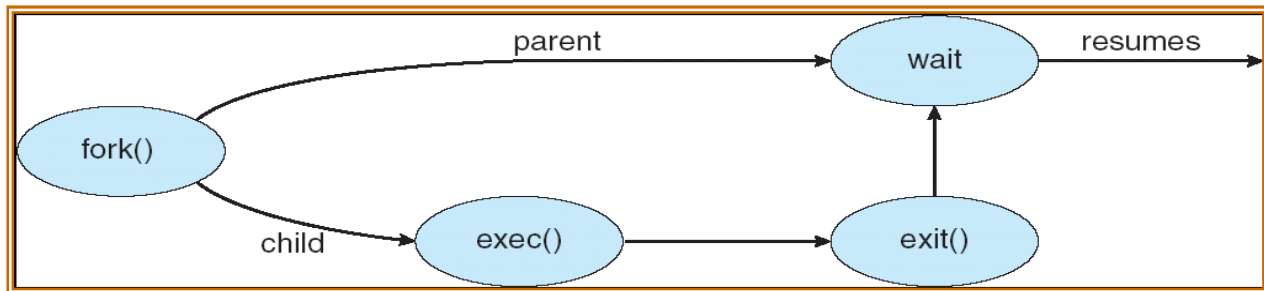 parent
wait
resumes
fork()
child
exec()
exit()